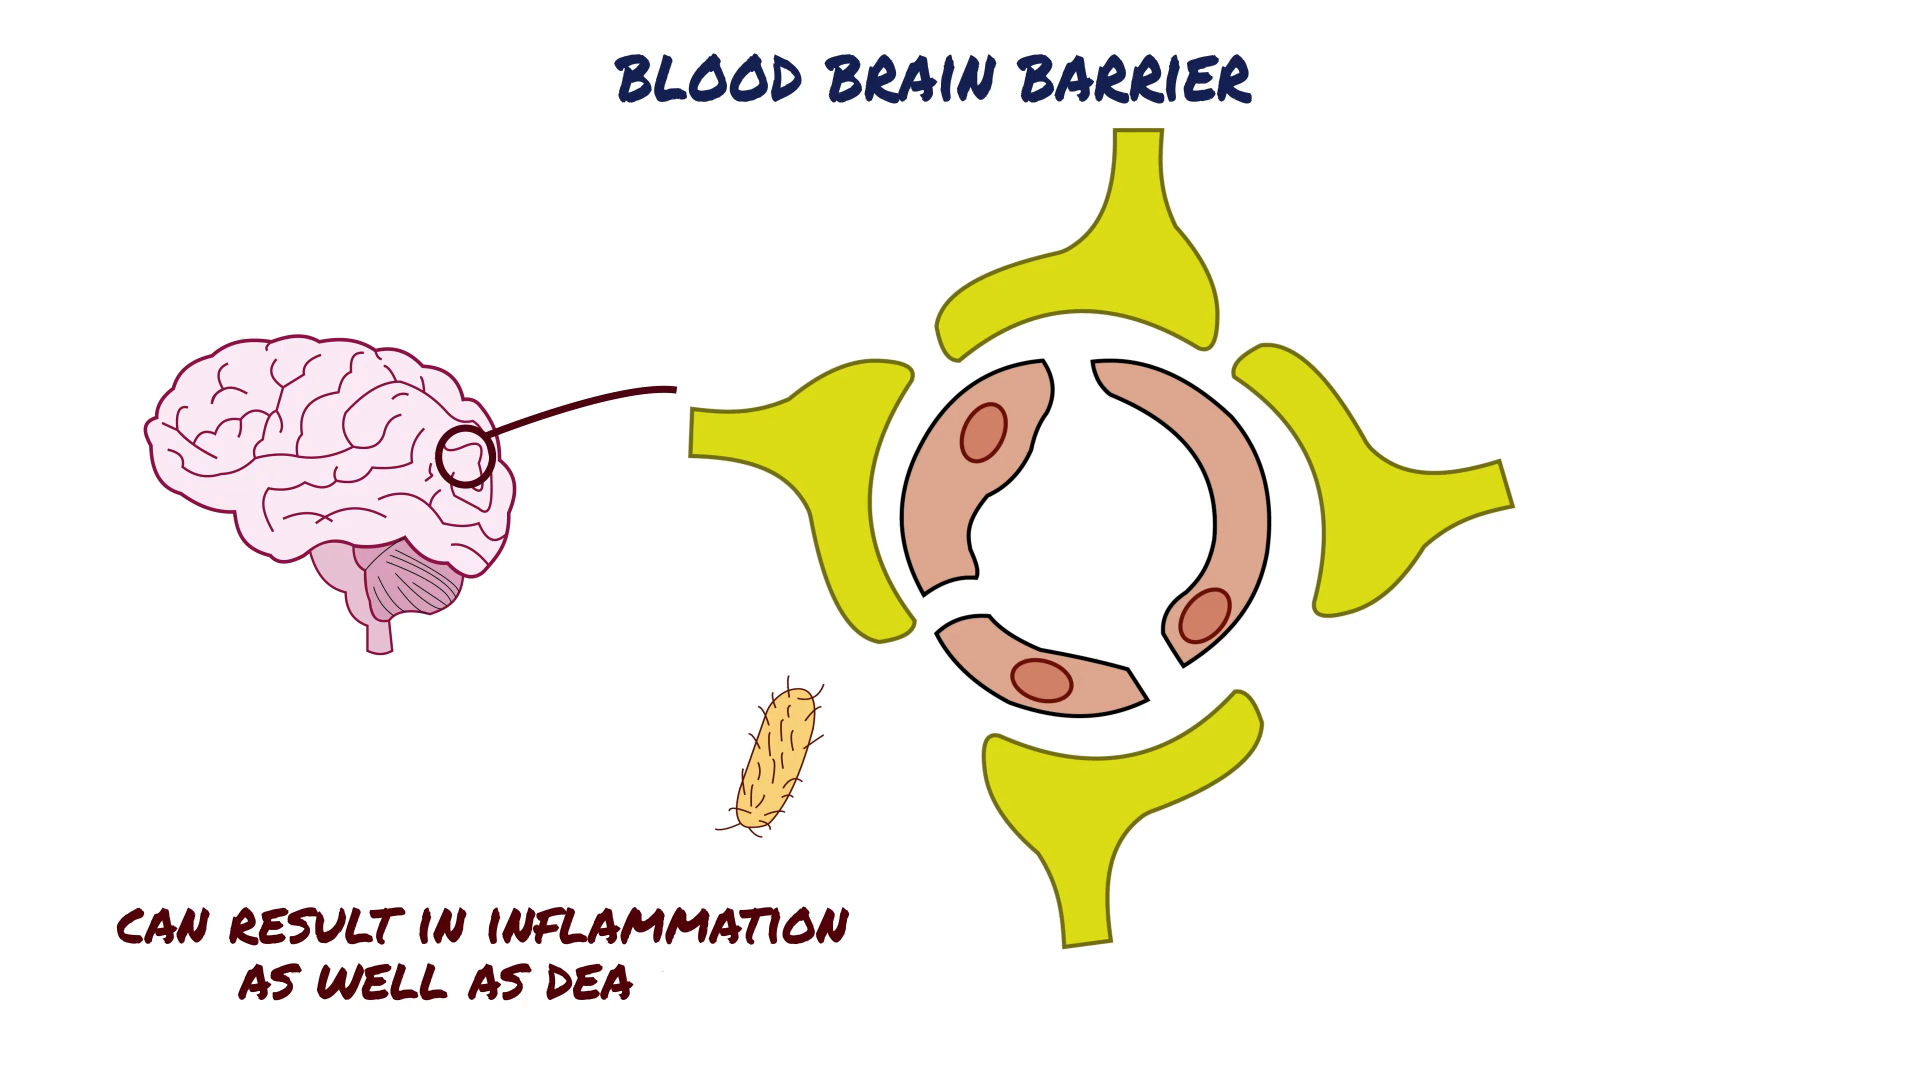 BLOOD BRAIN BARRIER
CAN RESULT IN INFLAMMATION
AS WELL AS DEA